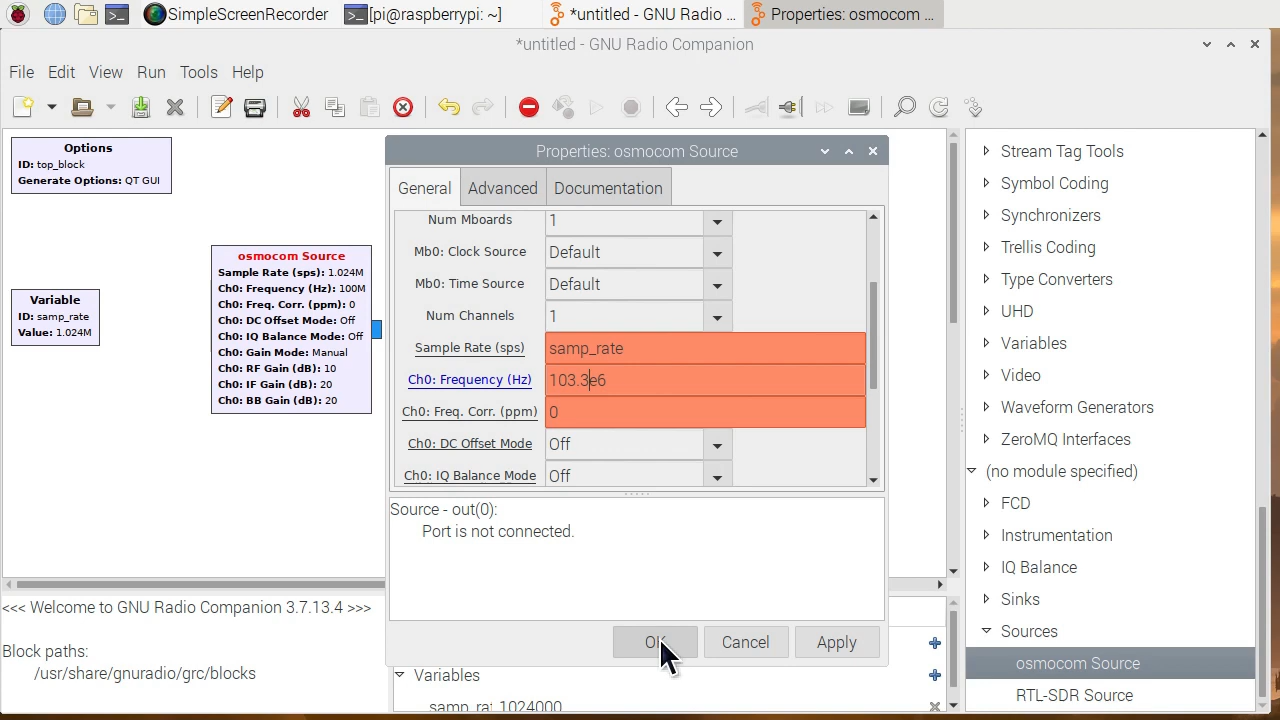 SimpleScreenRecorder
[pi@raspberrypi: ~]
*untitled - GNU Radio ...
Properties: osmocom ...
*untitled - GNU Radio Companion
File Edit View Run Tools Help
Options
ID: top_block
Generate Options: QT GUI
Variable
ID: samp_rate
Value: 1.024M
osmocom Source
Sample Rate (sps): 1.024M
Ch0: Frequency (Hz): 100M
Ch0: Freq. Corr. (ppm): 0
Ch0: DC Offset Mode: Off
Ch0: IQ Balance Mode: Off
Ch0: Gain Mode: Manual
Ch0: RF Gain (dB): 10
Ch0: IF Gain (dB): 20
Ch0: BB Gain (dB): 20
Properties: osmocom Source
General Advanced Documentation
Num Mboards 1
Mb0: Clock Source Default
Mb0: Time Source Default
Num Channels 1
Sample Rate (sps) samp_rate
Ch0: Frequency (Hz) 103.3e6
Ch0: Freq. Corr. (ppm) 0
Ch0: DC Offset Mode Off
Ch0: IQ Balance Mode Off
Source - out(0):
Port is not connected.
OK Cancel Apply
Stream Tag Tools
Symbol Coding
Synchronizers
Trellis Coding
Type Converters
UHD
Variables
Video
Waveform Generators
ZeroMQ Interfaces
(no module specified)
FCD
Instrumentation
IQ Balance
Sinks
Sources
osmocom Source
RTL-SDR Source
<<< Welcome to GNU Radio Companion 3.7.13.4 >>>
Block paths:
/usr/share/gnuradio/grc/blocks
Variables
samp_rat 1024000